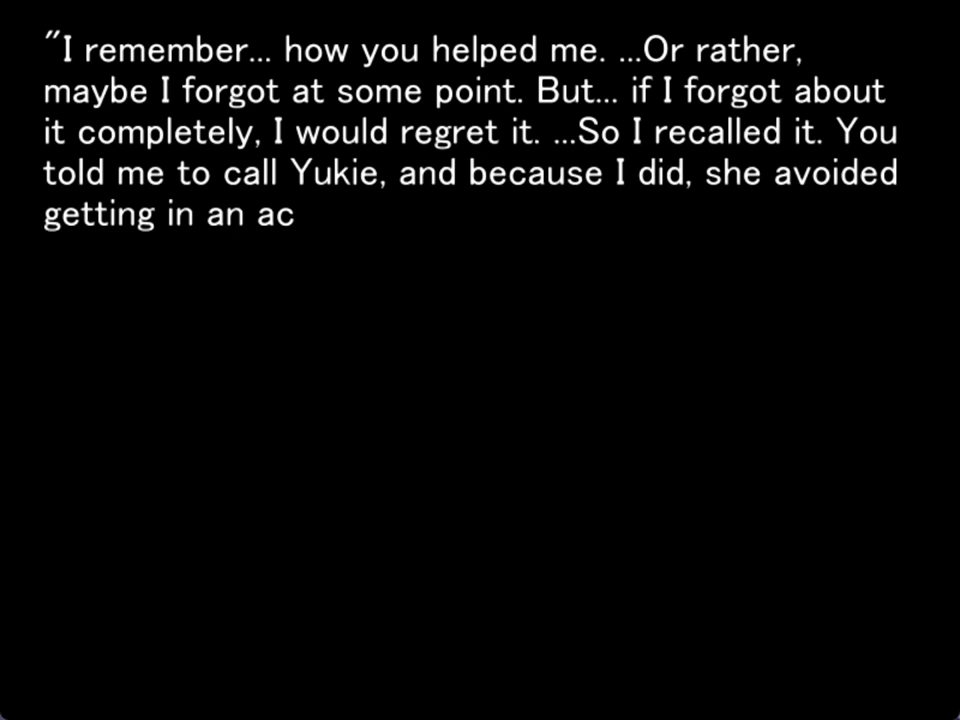 "I remember... how you helped me. ...Or rather,
maybe I forgot at some point. But... if I forgot about
it completely, I would regret it. ...So I recalled it. You
told me to call Yukie, and because I did, she avoided
getting in an ac